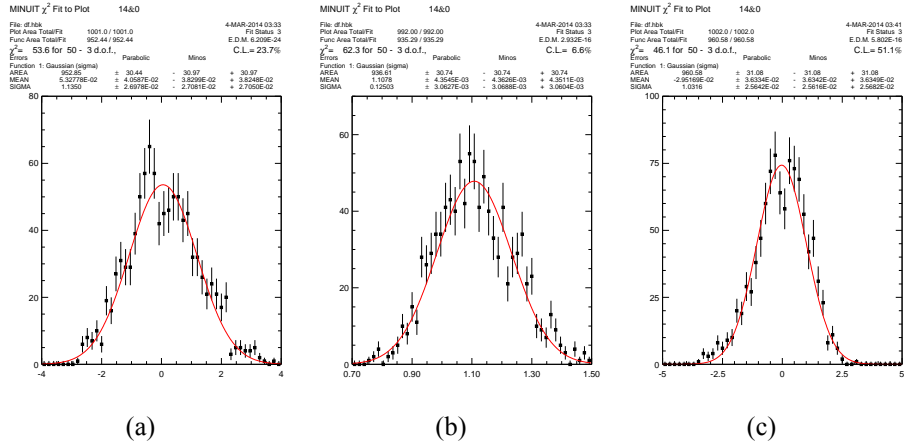 MINUIT χ² Fit to Plot 14&0
File: df.hbk 4-MAR-2014 03:33
Plot Area Total/Fit 1001.0 / 1001.0 Fit Status 3
Func Area Total/Fit 952.44 / 952.44 E.D.M. 6.209E-24
χ²= 53.6 for 50 - 3 d.o.f., C.L.= 23.7%
Errors Parabolic Minos
Function 1: Gaussian (sigma)
AREA 952.85 ± 30.44 - 30.97 + 30.97
MEAN 5.32778E-02 ± 4.0587E-02 - 3.8299E-02 + 3.8248E-02
SIGMA 1.1350 ± 2.6978E-02 - 2.7081E-02 + 2.7050E-02
80
60
40
20
0
-4 -2 0 2 4
(a)
MINUIT χ² Fit to Plot 14&0
File: df.hbk 4-MAR-2014 03:33
Plot Area Total/Fit 992.00 / 992.00 Fit Status 3
Func Area Total/Fit 935.29 / 935.29 E.D.M. 2.932E-16
χ²= 62.3 for 50 - 3 d.o.f., C.L.= 6.6%
Errors Parabolic Minos
Function 1: Gaussian (sigma)
AREA 936.61 ± 30.74 - 30.74 + 30.74
MEAN 1.1078 ± 4.3545E-03 - 4.3626E-03 + 4.3511E-03
SIGMA 0.12503 ± 3.0627E-03 - 3.0688E-03 + 3.0604E-03
80
60
40
20
0
0.70 0.90 1.10 1.30 1.50
(b)
MINUIT χ² Fit to Plot 14&0
File: df.hbk 4-MAR-2014 03:41
Plot Area Total/Fit 1002.0 / 1002.0 Fit Status 3
Func Area Total/Fit 960.58 / 960.58 E.D.M. 5.802E-16
χ²= 46.1 for 50 - 3 d.o.f., C.L.= 51.1%
Errors Parabolic Minos
Function 1: Gaussian (sigma)
AREA 960.58 ± 31.08 - 31.08 + 31.08
MEAN -2.95169E-02 ± 3.6334E-02 - 3.6342E-02 + 3.6349E-02
SIGMA 1.0316 ± 2.5642E-02 - 2.5616E-02 + 2.5682E-02
100
75
50
25
0
-5 -2.5 0 2.5 5
(c)